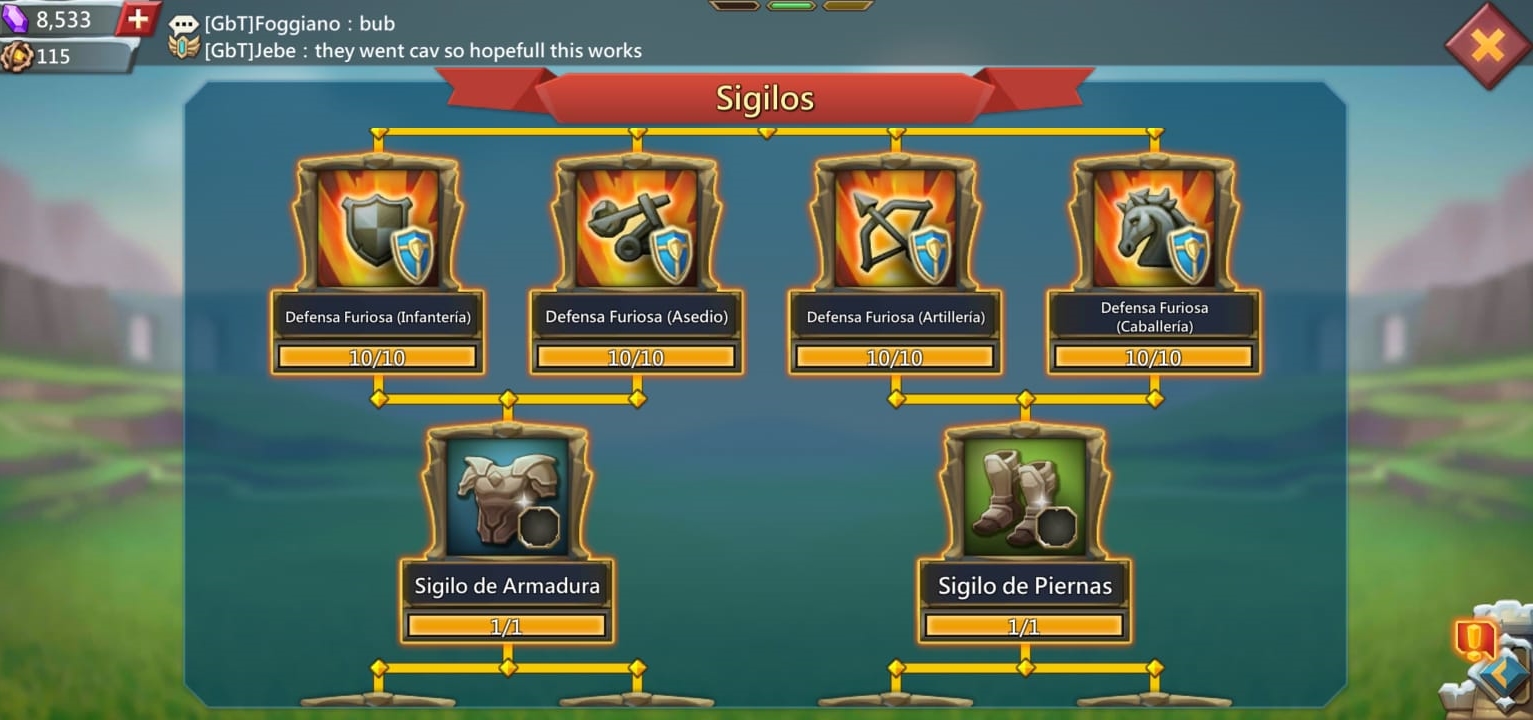 8,533
115
[GbT]Foggiano : bub
[GbT]Jebe : they went cav so hopefull this works
Sigilos
Defensa Furiosa (Infantería)
10/10
Defensa Furiosa (Asedio)
10/10
Defensa Furiosa (Artillería)
10/10
Defensa Furiosa
(Caballería)
10/10
Sigilo de Armadura
1/1
Sigilo de Piernas
1/1